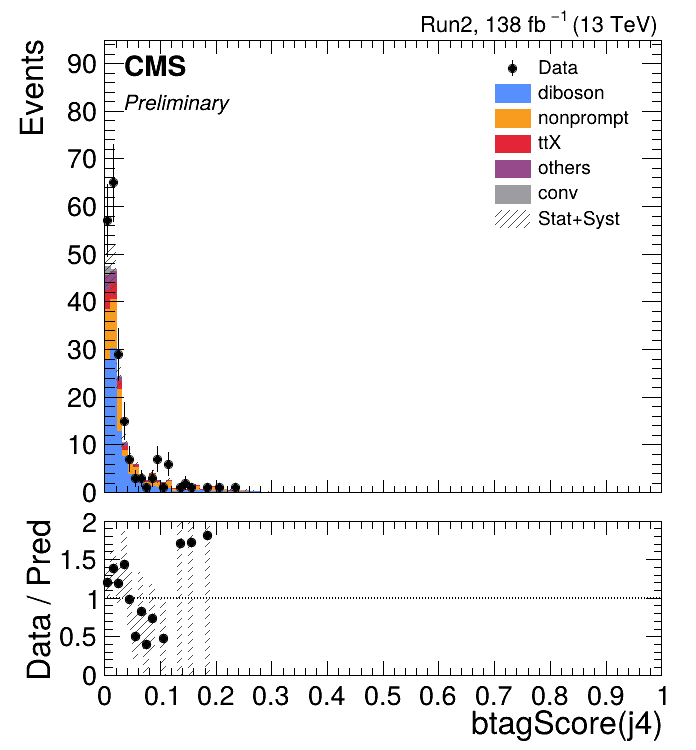 Run2, 138 fb⁻¹ (13 TeV)
CMS
Preliminary
Events
90
80
70
60
50
40
30
20
10
0
Data
diboson
nonprompt
ttX
others
conv
Stat+Syst
Data / Pred
2
1.5
1
0.5
0
0 0.1 0.2 0.3 0.4 0.5 0.6 0.7 0.8 0.9 1
btagScore(j4)